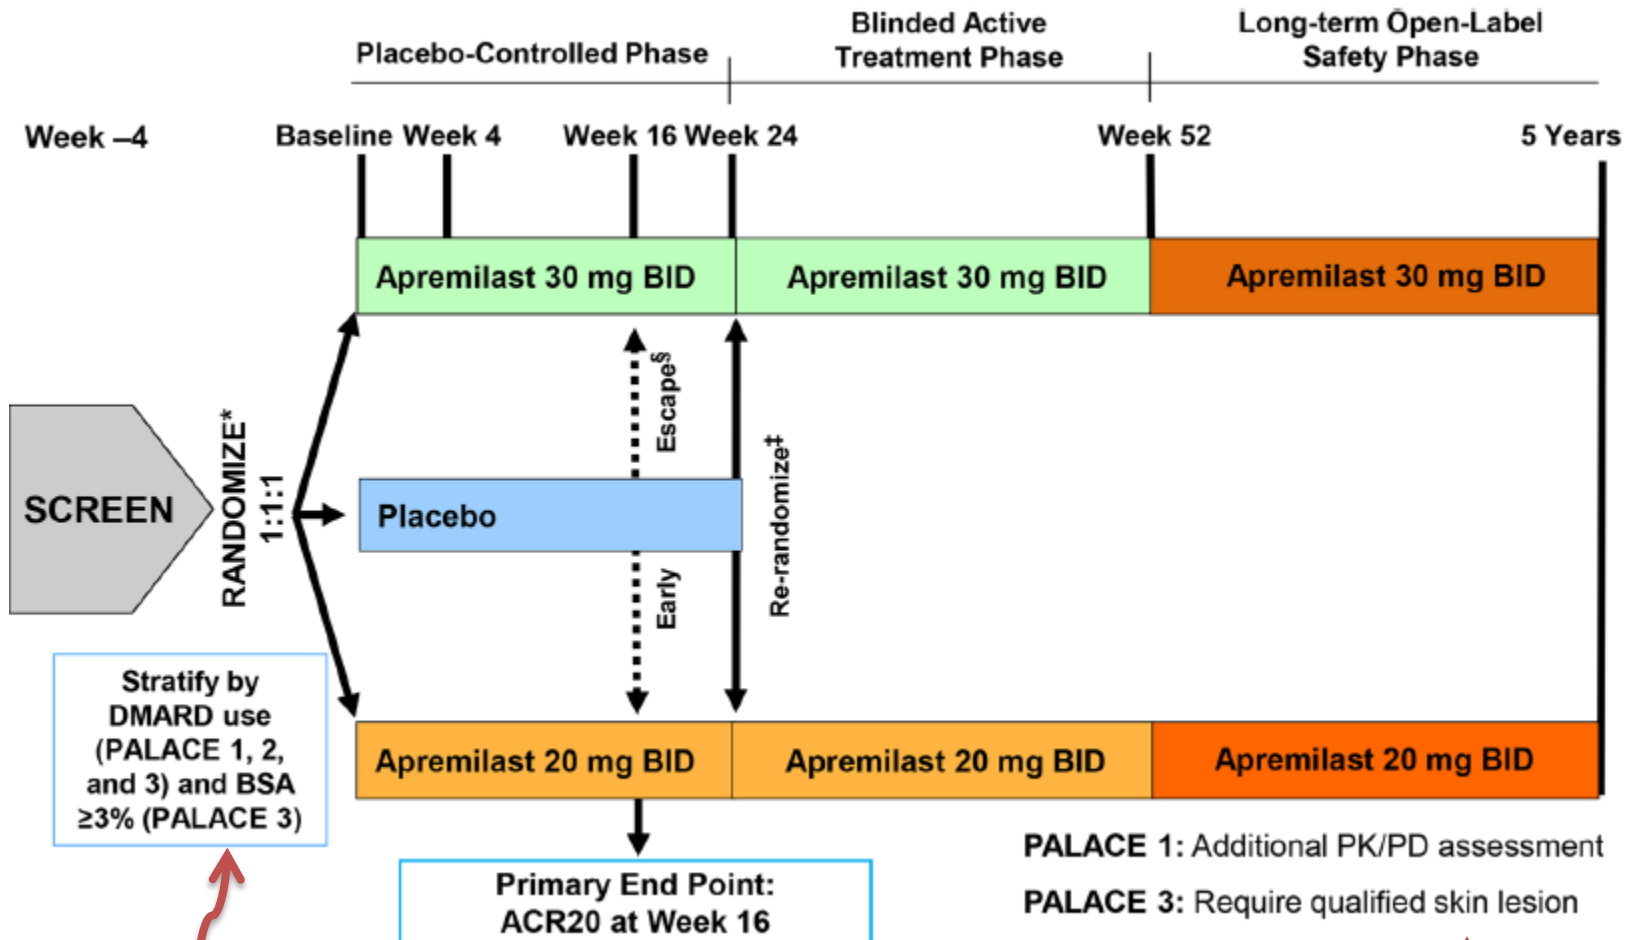 Placebo-Controlled Phase
Blinded Active
Treatment Phase
Long-term Open-Label
Safety Phase
Week –4
Baseline
Week 4
Week 16
Week 24
Week 52
5 Years
Apremilast 30 mg BID
Apremilast 30 mg BID
Apremilast 30 mg BID
SCREEN
RANDOMIZE*
1:1:1
Placebo
Early
Escape§
Re-randomize‡
Stratify by
DMARD use
(PALACE 1, 2,
and 3) and BSA
≥3% (PALACE 3)
Apremilast 20 mg BID
Apremilast 20 mg BID
Apremilast 20 mg BID
Primary End Point:
ACR20 at Week 16
PALACE 1: Additional PK/PD assessment
PALACE 3: Require qualified skin lesion